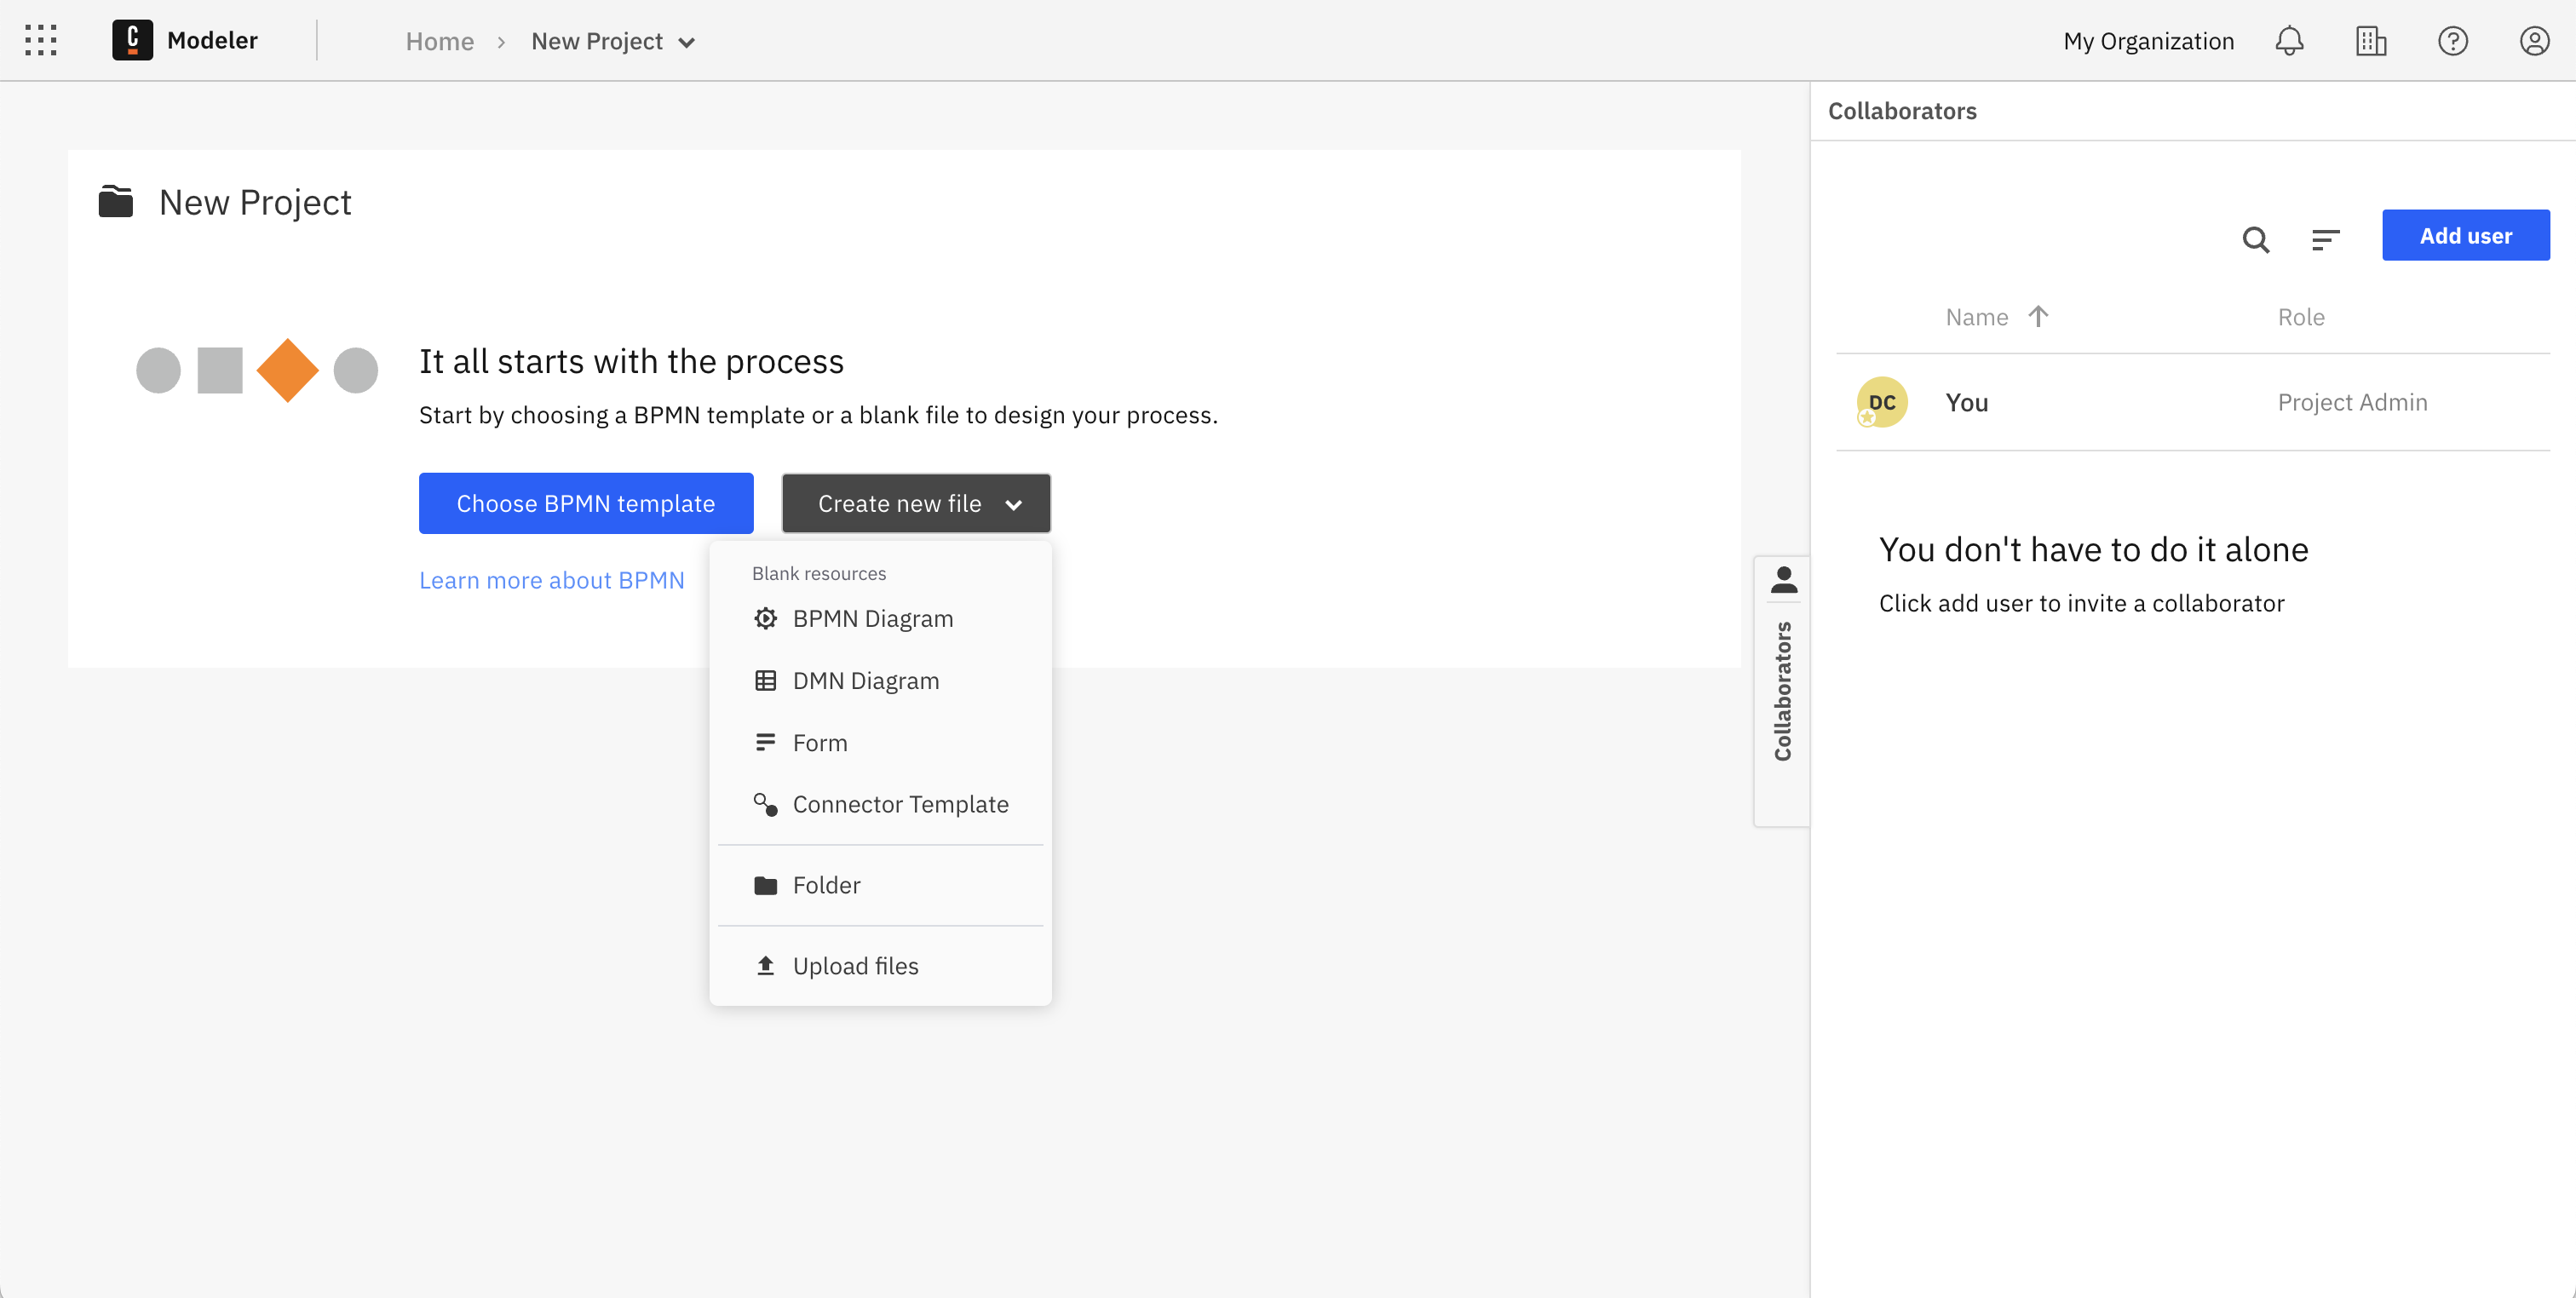 Modeler
Home
New Project
My Organization
New Project
It all starts with the process
Start by choosing a BPMN template or a blank file to design your process.
Choose BPMN template
Create new file
Learn more about BPMN
Blank resources
BPMN Diagram
DMN Diagram
Form
Connector Template
Folder
Upload files
Collaborators
Collaborators
Add user
Name
Role
DC
You
Project Admin
You don't have to do it alone
Click add user to invite a collaborator